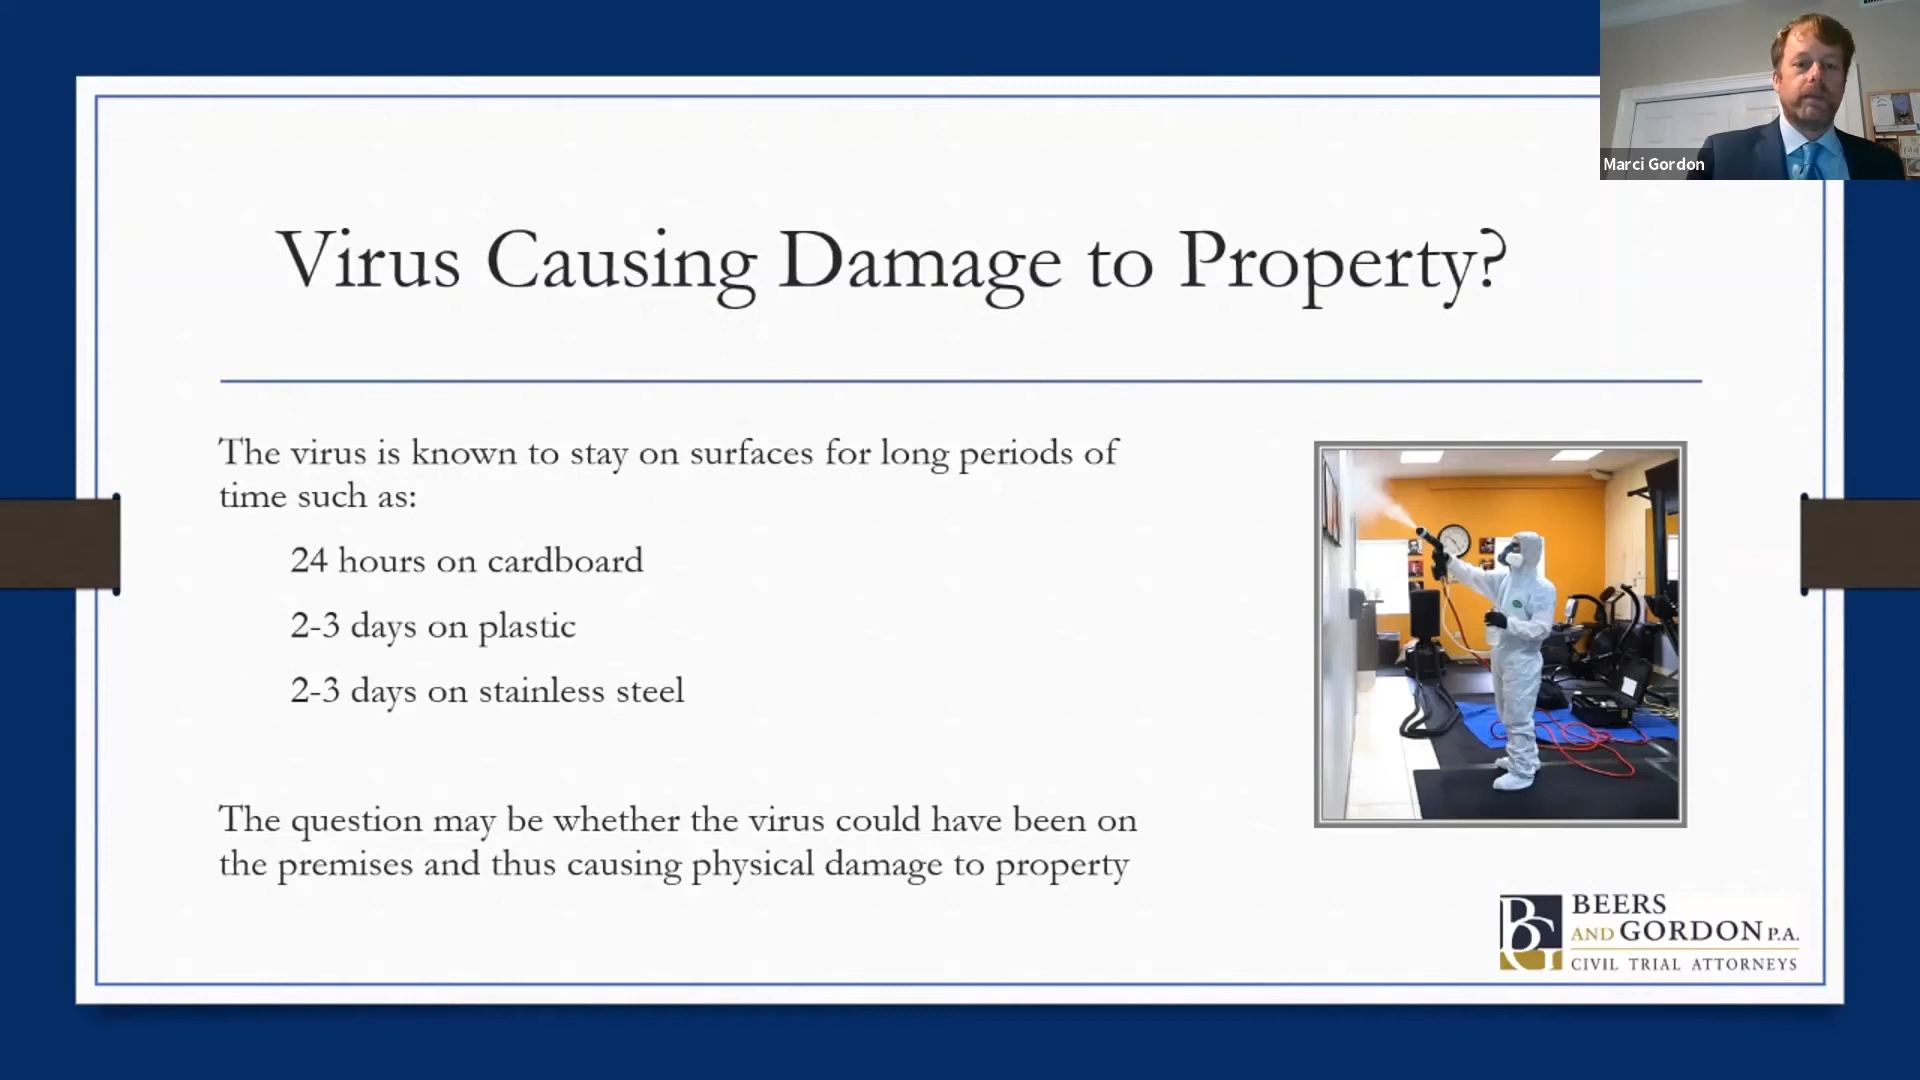 Marci Gordon
Virus Causing Damage to Property?
The virus is known to stay on surfaces for long periods of
time such as:
24 hours on cardboard
2-3 days on plastic
2-3 days on stainless steel
The question may be whether the virus could have been on
the premises and thus causing physical damage to property
BG
BEERS
AND GORDON P.A.
CIVIL TRIAL ATTORNEYS